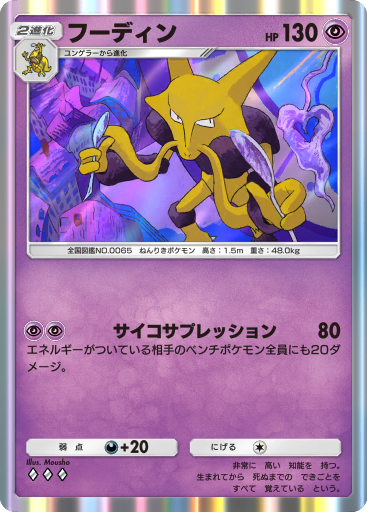 2進化
フーディン
HP 130
ユンゲラーから進化
全国図鑑NO.0065 ねんりきポケモン 高さ：1.5m 重さ：48.0kg
サイコサプレッション 80
エネルギーがついている相手のベンチポケモン全員にも20ダ
メージ。
弱点 +20
にげる
Illus. Mousho
非常に 高い 知能を 持つ。
生まれてから 死ぬまでの できごとを
すべて 覚えている という。